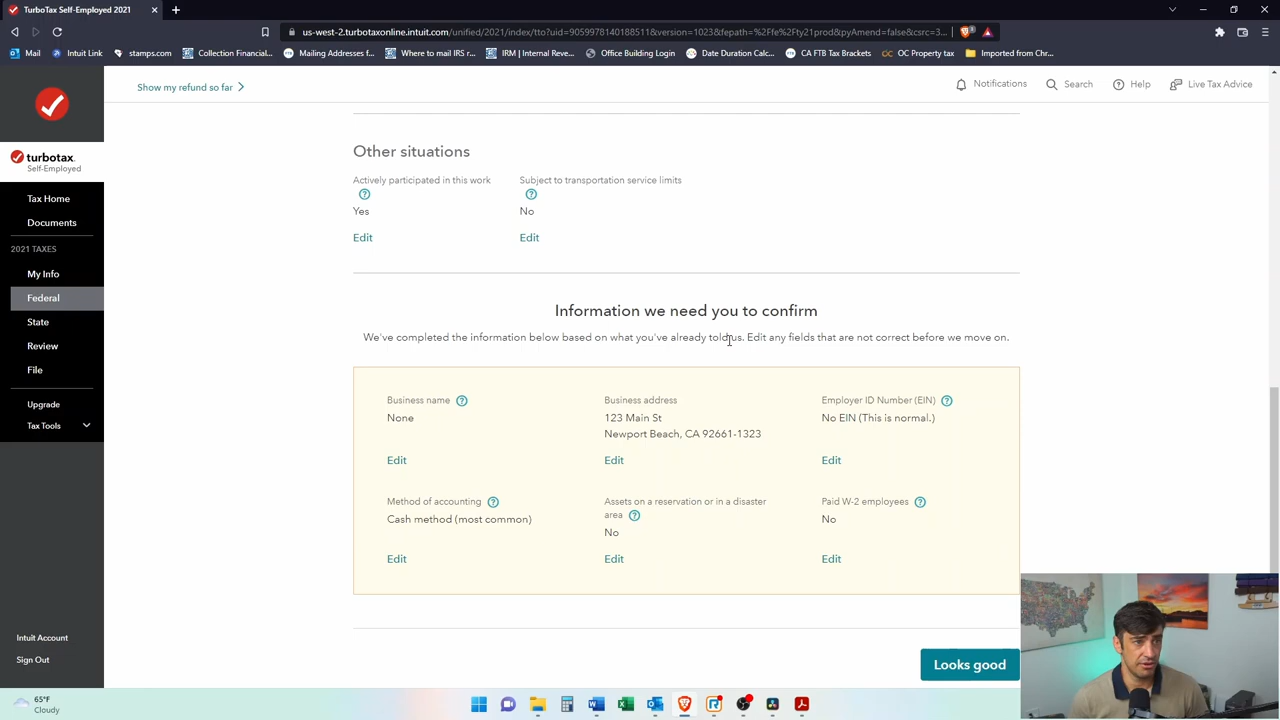 TurboTax Self-Employed 2021
us-west-2.turbotaxonline.intuit.com/unified/2021/index/tto?uid=9059978140188511&version=1023&fepath=%2Ffe%2Fty21prod&pyAmend=false&csrc=3...
Mail
Intuit Link
stamps.com
Collection Financial...
Mailing Addresses f...
Where to mail IRS r...
IRM | Internal Reve...
Office Building Login
Date Duration Calc...
CA FTB Tax Brackets
OC Property tax
Imported from Chr...
Show my refund so far
Notifications
Search
Help
Live Tax Advice
turbotax
Self-Employed
Tax Home
Documents
2021 TAXES
My Info
Federal
State
Review
File
Upgrade
Tax Tools
Intuit Account
Sign Out
Other situations
Actively participated in this work
Subject to transportation service limits
Yes
No
Edit
Edit
Information we need you to confirm
We've completed the information below based on what you've already told us. Edit any fields that are not correct before we move on.
Business name
Business address
Employer ID Number (EIN)
None
123 Main St
No EIN (This is normal.)
Newport Beach, CA 92661-1323
Edit
Edit
Edit
Method of accounting
Assets on a reservation or in a disaster
area
Paid W-2 employees
Cash method (most common)
No
No
Edit
Edit
Edit
Looks good
65°F
Cloudy